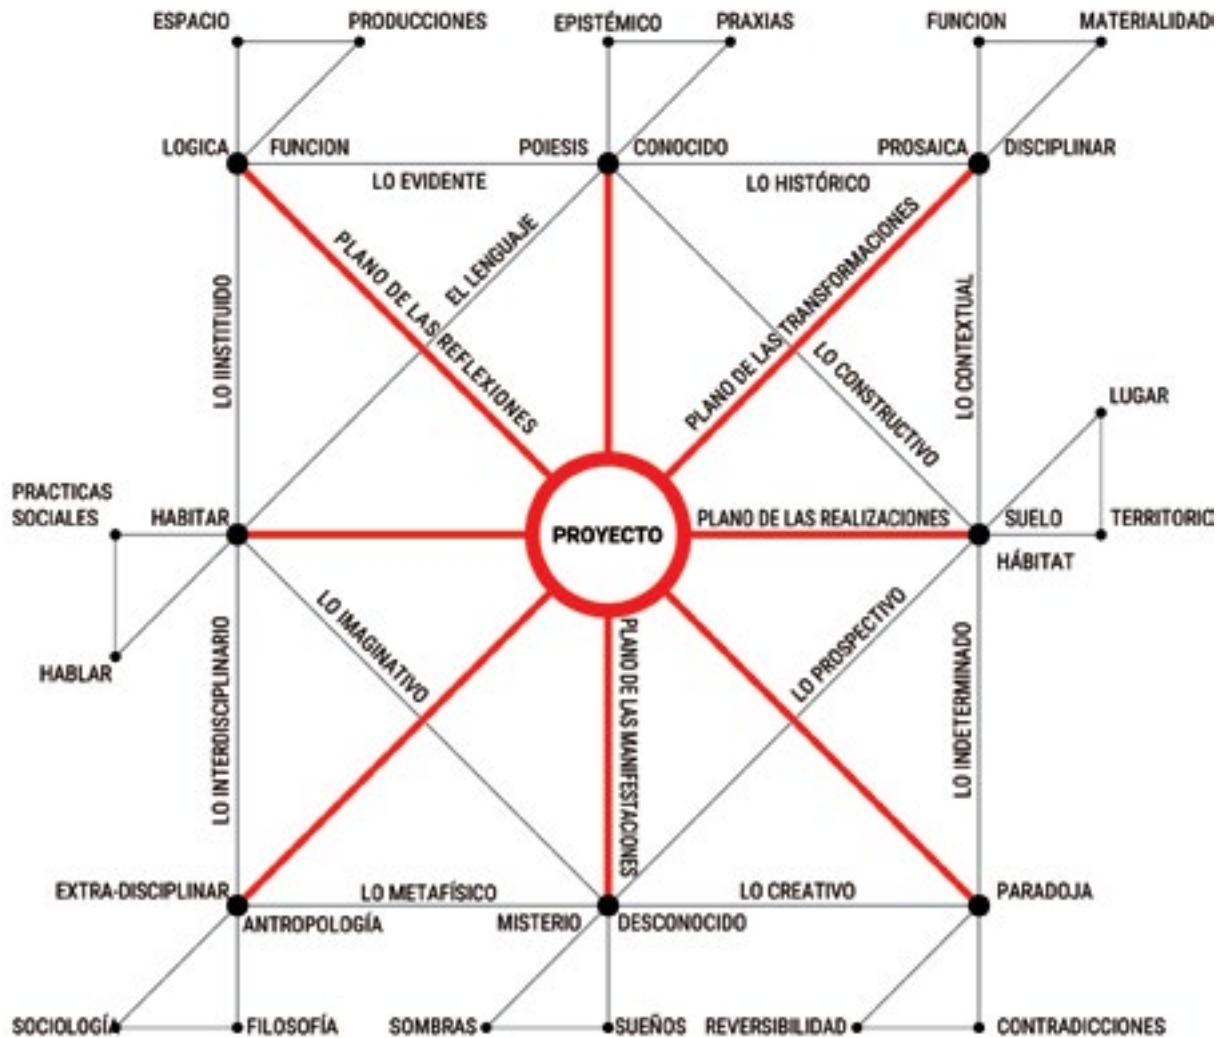 ESPACIO
PRODUCCIONES
EPISTÉMICO
PRAXIAS
FUNCION
MATERIALIDAD
LOGICA
FUNCION
POIESIS
CONOCIDO
PROSAICA
DISCIPLINAR
LO EVIDENTE
LO HISTÓRICO
PLANO DE LAS REFLEXIONES
EL LENGUAJE
PLANO DE LAS TRANSFORMACIONES
LO IINSTITUIDO
LO CONSTRUCTIVO
LO CONTEXTUAL
LUGAR
PRACTICAS
SOCIALES
HABITAR
PROYECTO
PLANO DE LAS REALIZACIONES
SUELO
TERRITORIC
HÁBITAT
HABLAR
LO INTERDISCIPLINARIO
LO IMAGINATIVO
PLANO DE LAS MANIFESTACIONES
LO PROSPECTIVO
LO INDETERMINADO
EXTRA-DISCIPLINAR
LO METAFÍSICO
LO CREATIVO
PARADOJA
ANTROPOLOGÍA
MISTERIO
DESCONOCIDO
SOCIOLOGÍA
FILOSOFÍA
SOMBRAS
SUEÑOS
REVERSIBILIDAD
CONTRADICCIONES